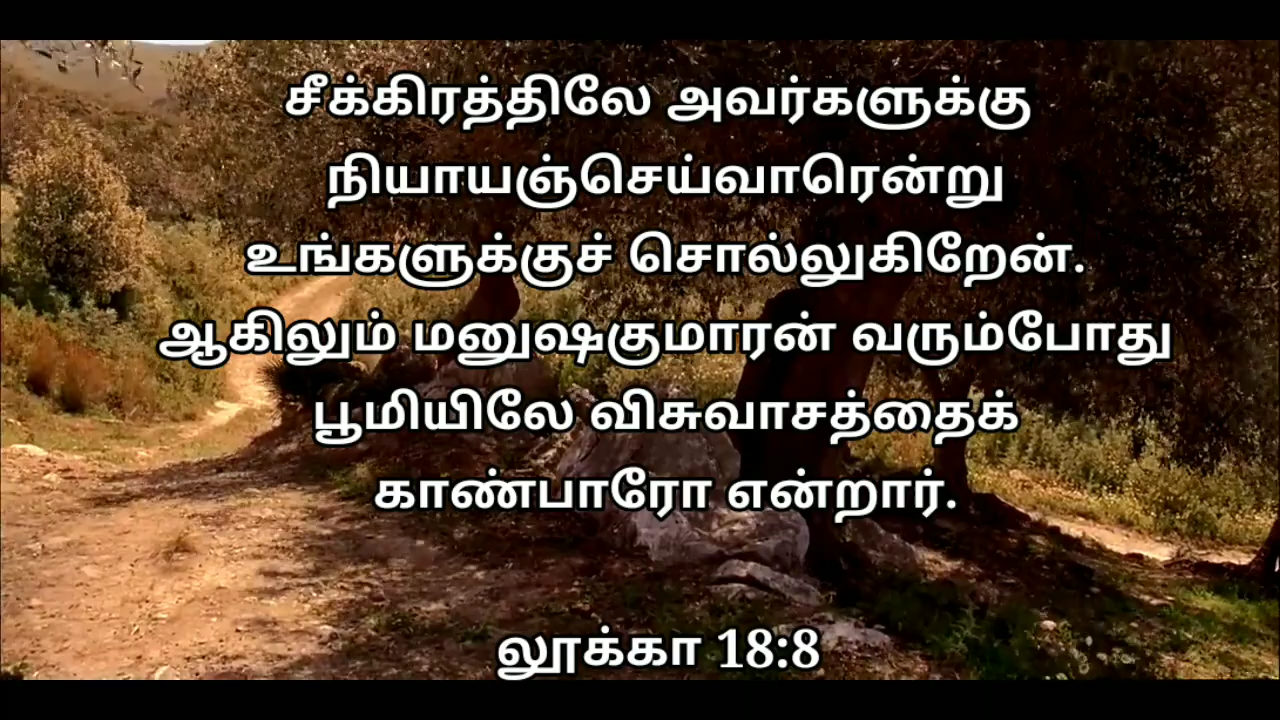 சீக்கிரத்திலே அவர்களுக்கு
நியாயஞ்செய்வாரென்று
உங்களுக்குச் சொல்லுகிறேன்.
ஆகிலும் மனுஷகுமாரன் வரும்போது
பூமியிலே விசுவாசத்தைக்
காண்பாரோ என்றார்.
லூக்கா 18:8